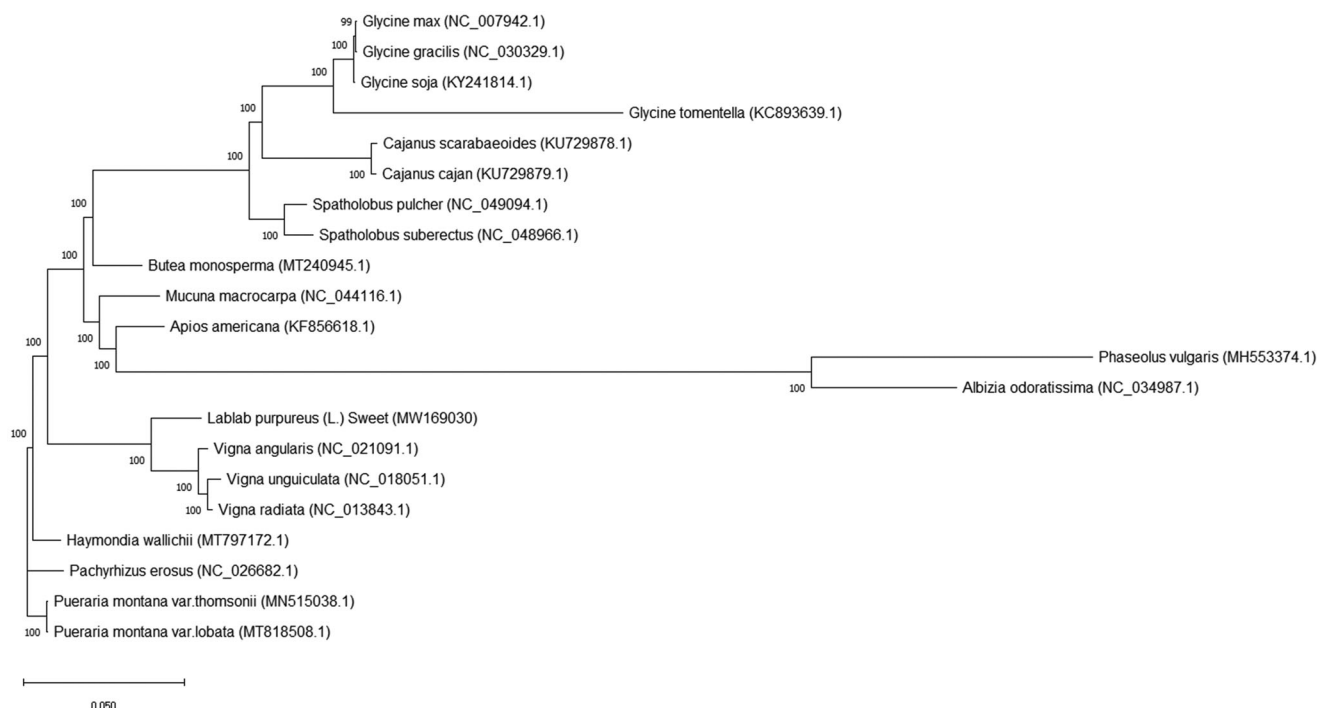 99
Glycine max (NC_007942.1)
100
Glycine gracilis (NC_030329.1)
100
Glycine soja (KY241814.1)
100
Glycine tomentella (KC893639.1)
Cajanus scarabaeoides (KU729878.1)
100
100
Cajanus cajan (KU729879.1)
100
Spatholobus pulcher (NC_049094.1)
100
Spatholobus suberectus (NC_048966.1)
100
Butea monosperma (MT240945.1)
Mucuna macrocarpa (NC_044116.1)
Apios americana (KF856618.1)
100
100
Phaseolus vulgaris (MH553374.1)
100
100
Albizia odoratissima (NC_034987.1)
Lablab purpureus (L.) Sweet (MW169030)
100
Vigna angularis (NC_021091.1)
100
Vigna unguiculata (NC_018051.1)
100
100
Vigna radiata (NC_013843.1)
Haymondia wallichii (MT797172.1)
Pachyrhizus erosus (NC_026682.1)
Pueraria montana var.thomsonii (MN515038.1)
100
Pueraria montana var.lobata (MT818508.1)
0.050